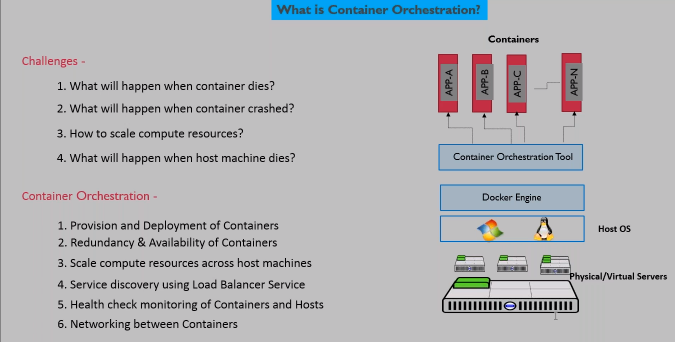 What is Container Orchestration?
Challenges -
1. What will happen when container dies?
2. What will happen when container crashed?
3. How to scale compute resources?
4. What will happen when host machine dies?
Container Orchestration -
1. Provision and Deployment of Containers
2. Redundancy & Availability of Containers
3. Scale compute resources across host machines
4. Service discovery using Load Balancer Service
5. Health check monitoring of Containers and Hosts
6. Networking between Containers
Containers
APP-A
APP-B
APP-C
APP-N
Container Orchestration Tool
Docker Engine
Host OS
Physical/Virtual Servers